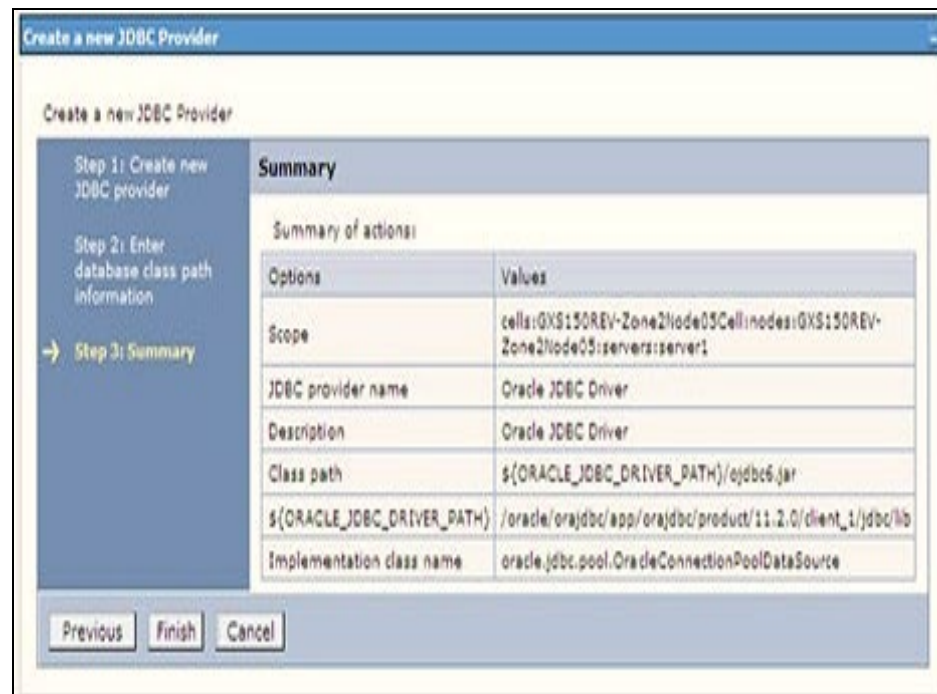 Create a new JDBC Provider
Create a new JDBC Provider
Step 1: Create new
JDBC provider
Step 2: Enter
database class path
information
Step 3: Summary
Summary
Summary of actions:
Options Values
Scope cells:GXS150REV-Zone2Node05Cell:nodes:GXS150REV-
Zone2Node05:servers:server1
JDBC provider name Oracle JDBC Driver
Description Oracle JDBC Driver
Class path ${ORACLE_JDBC_DRIVER_PATH}/ojdbc6.jar
${ORACLE_JDBC_DRIVER_PATH} /oracle/orajdbc/app/orajdbc/product/11.2.0/client_1/jdbc/lib
Implementation class name oracle.jdbc.pool.OracleConnectionPoolDataSource
Previous Finish Cancel